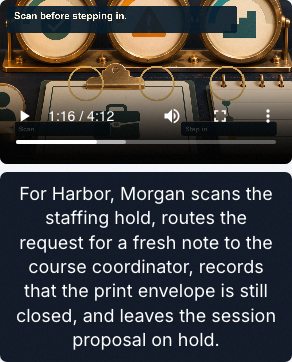 Scan before stepping in.
1:16 / 4:12
Scan
Step in
For Harbor, Morgan scans the
staffing hold, routes the
request for a fresh note to the
course coordinator, records
that the print envelope is still
closed, and leaves the session
proposal on hold.